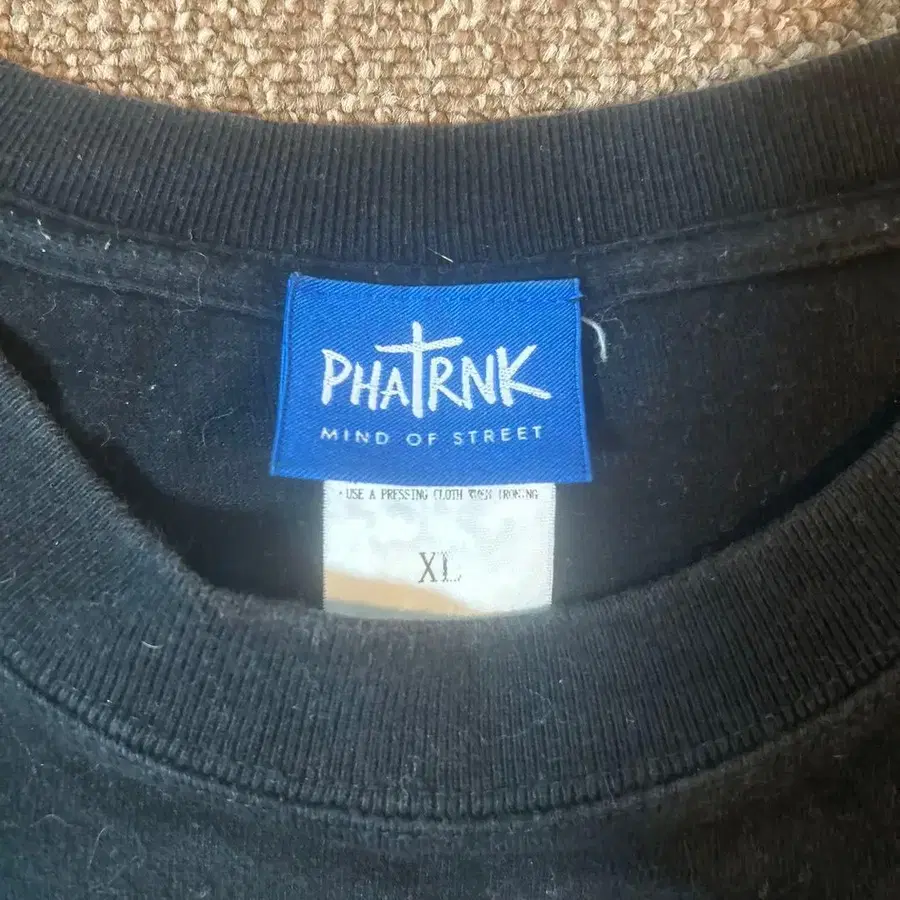 PHATRNK
MIND OF STREET
· USE A PRESSING CLOTH WHEN IRONING
XL